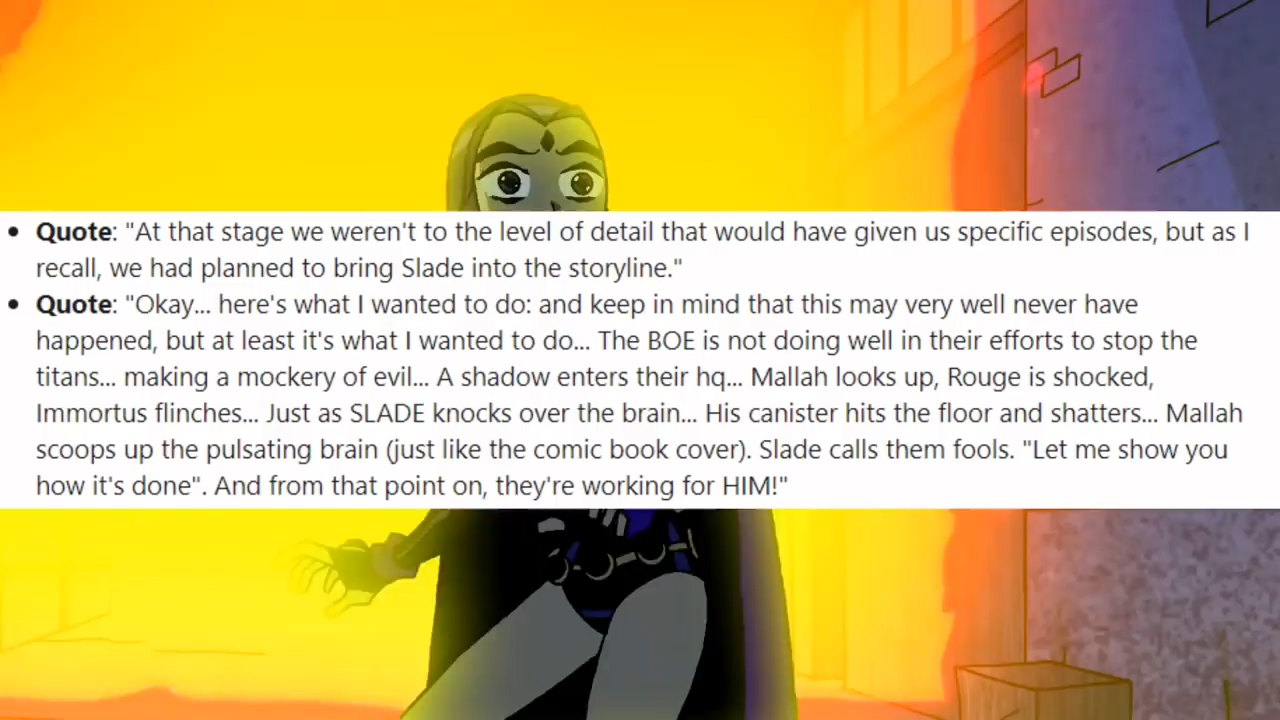 • Quote: "At that stage we weren't to the level of detail that would have given us specific episodes, but as I
recall, we had planned to bring Slade into the storyline."
• Quote: "Okay... here's what I wanted to do: and keep in mind that this may very well never have
happened, but at least it's what I wanted to do... The BOE is not doing well in their efforts to stop the
titans... making a mockery of evil... A shadow enters their hq... Mallah looks up, Rouge is shocked,
Immortus flinches... Just as SLADE knocks over the brain... His canister hits the floor and shatters... Mallah
scoops up the pulsating brain (just like the comic book cover). Slade calls them fools. "Let me show you
how it's done". And from that point on, they're working for HIM!"